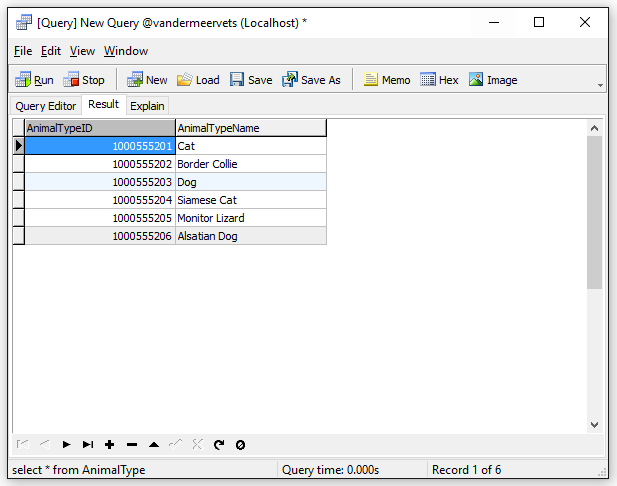 [Query] New Query @vandermeervets (Localhost) *
File Edit View Window
Run Stop New Load Save Save As Memo Hex Image
Query Editor Result Explain
AnimalTypeID AnimalTypeName
1000555201 Cat
1000555202 Border Collie
1000555203 Dog
1000555204 Siamese Cat
1000555205 Monitor Lizard
1000555206 Alsatian Dog
select * from AnimalType Query time: 0.000s Record 1 of 6